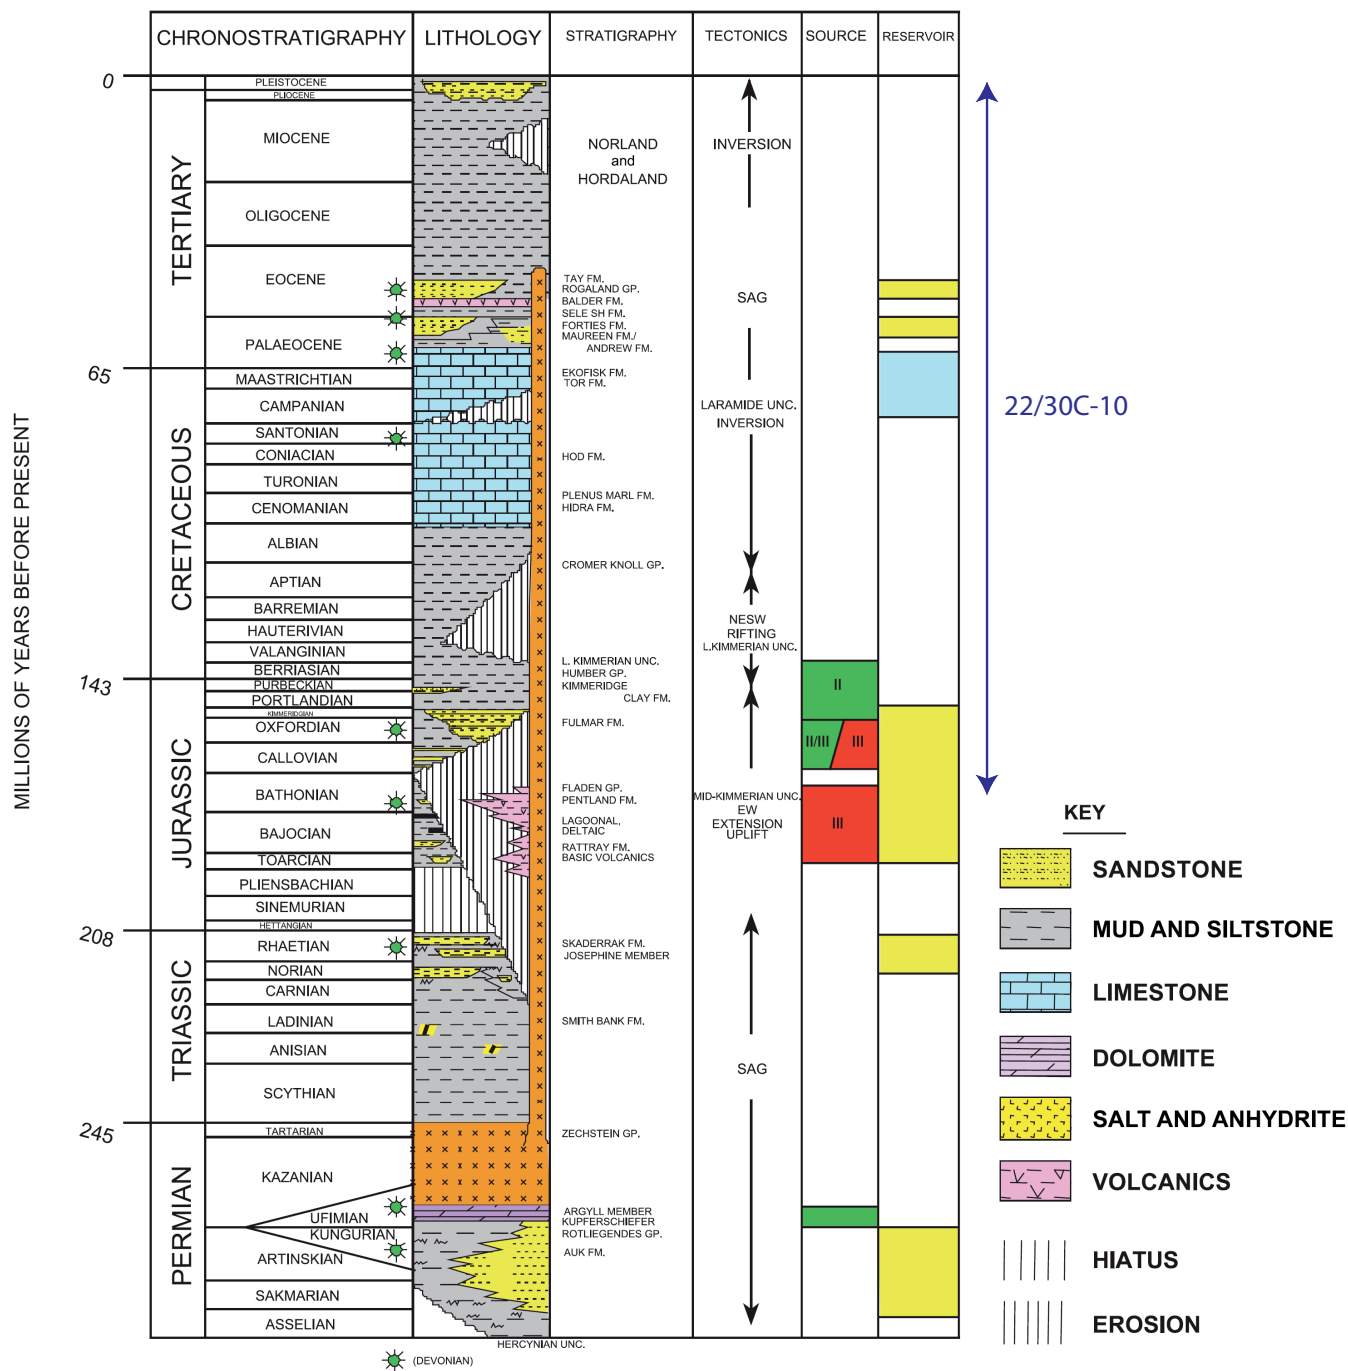 CHRONOSTRATIGRAPHY
LITHOLOGY
STRATIGRAPHY
TECTONICS
SOURCE
RESERVOIR
MILLIONS OF YEARS BEFORE PRESENT
0
65
143
208
245
TERTIARY
PLEISTOCENE
PLIOCENE
MIOCENE
OLIGOCENE
EOCENE
PALAEOCENE
CRETACEOUS
MAASTRICHTIAN
CAMPANIAN
SANTONIAN
CONIACIAN
TURONIAN
CENOMANIAN
ALBIAN
APTIAN
BARREMIAN
HAUTERIVIAN
VALANGINIAN
BERRIASIAN
JURASSIC
PURBECKIAN
PORTLANDIAN
KIMMERIDGIAN
OXFORDIAN
CALLOVIAN
BATHONIAN
BAJOCIAN
TOARCIAN
PLIENSBACHIAN
SINEMURIAN
HETTANGIAN
TRIASSIC
RHAETIAN
NORIAN
CARNIAN
LADINIAN
ANISIAN
SCYTHIAN
PERMIAN
TARTARIAN
KAZANIAN
UFIMIAN
KUNGURIAN
ARTINSKIAN
SAKMARIAN
ASSELIAN
NORLAND
and
HORDALAND
TAY FM.
ROGALAND GP.
BALDER FM.
SELE SH FM.
FORTIES FM.
MAUREEN FM./
ANDREW FM.
EKOFISK FM.
TOR FM.
HOD FM.
PLENUS MARL FM.
HIDRA FM.
CROMER KNOLL GP.
L. KIMMERIAN UNC.
HUMBER GP.
KIMMERIDGE
CLAY FM.
FULMAR FM.
FLADEN GP.
PENTLAND FM.
LAGOONAL,
DELTAIC
RATTRAY FM.
BASIC VOLCANICS
SKADERRAK FM.
JOSEPHINE MEMBER
SMITH BANK FM.
ZECHSTEIN GP.
ARGYLL MEMBER
KUPFERSCHIEFER
ROTLIEGENDES GP.
AUK FM.
HERCYNIAN UNC.
(DEVONIAN)
INVERSION
SAG
LARAMIDE UNC.
INVERSION
NESW
RIFTING
L.KIMMERIAN UNC.
MID-KIMMERIAN UNC.
EW
EXTENSION
UPLIFT
SAG
II
II/III
III
III
22/30C-10
KEY
SANDSTONE
MUD AND SILTSTONE
LIMESTONE
DOLOMITE
SALT AND ANHYDRITE
VOLCANICS
HIATUS
EROSION